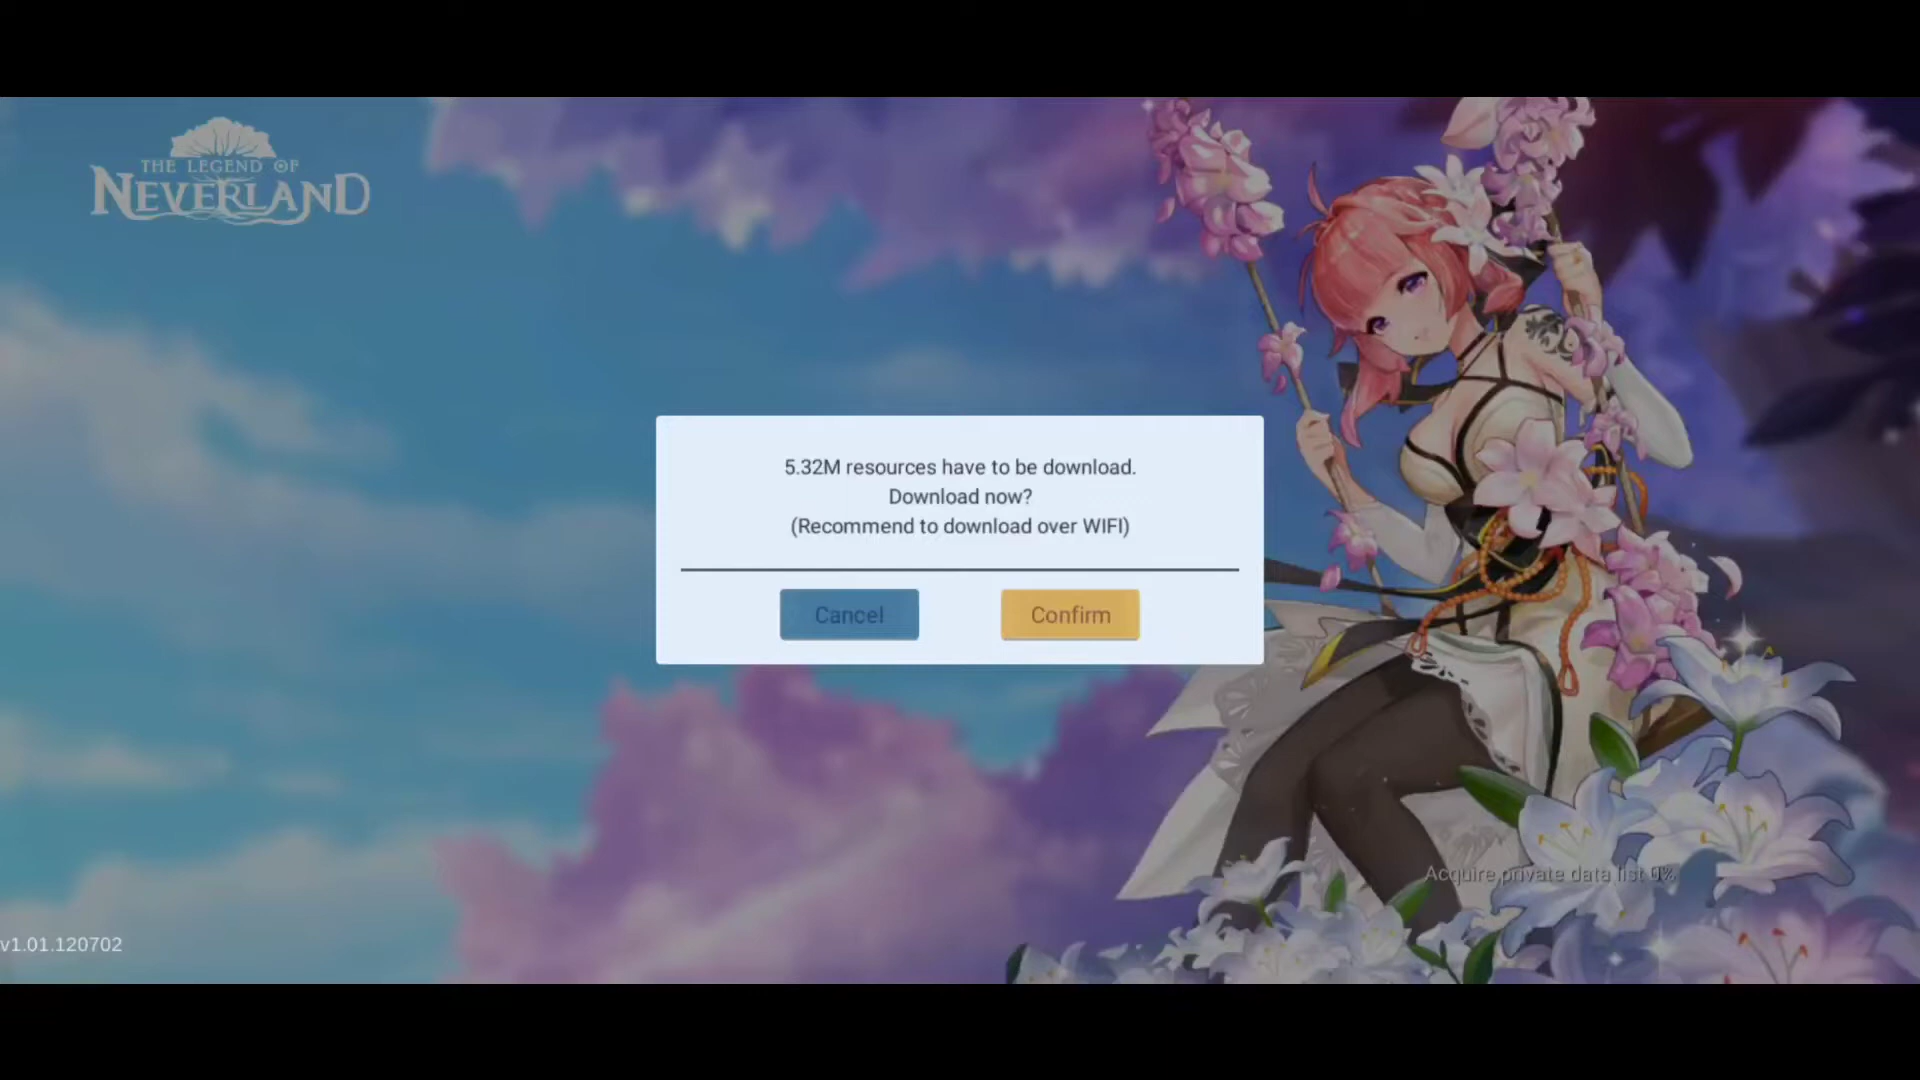 THE LEGEND OF
NEVERLAND
5.32M resources have to be download.
Download now?
(Recommend to download over WIFI)
Cancel
Confirm
Acquire private data list 0%
v1.01.120702